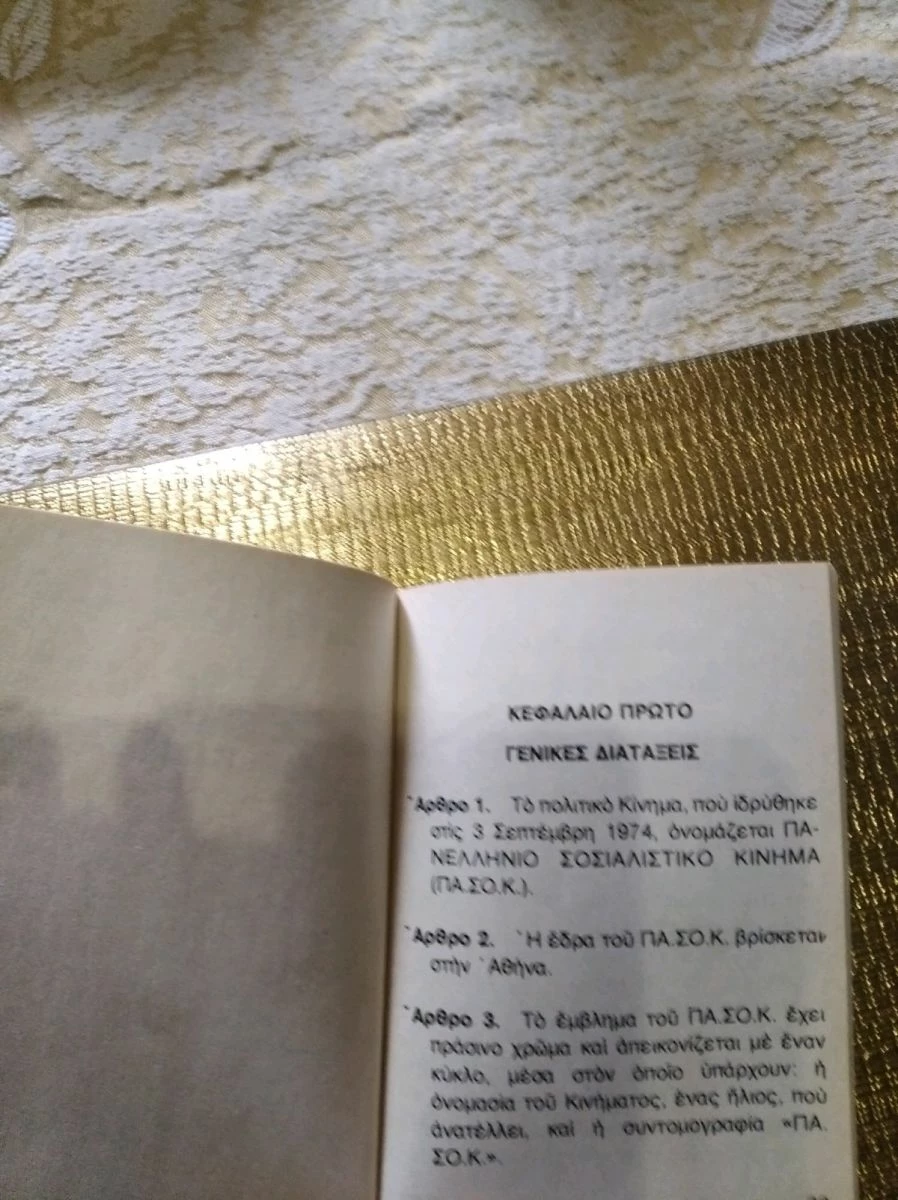 ΚΕΦΑΛΑΙΟ ΠΡΩΤΟ
ΓΕΝΙΚΕΣ ΔΙΑΤΑΞΕΙΣ
Ἄρθρο 1. Τὸ πολιτικὸ Κίνημα, ποὺ ἱδρύθηκε
στὶς 3 Σεπτέμβρη 1974, ὀνομάζεται ΠΑ-
ΝΕΛΛΗΝΙΟ ΣΟΣΙΑΛΙΣΤΙΚΟ ΚΙΝΗΜΑ
(ΠΑ.ΣΟ.Κ.).
Ἄρθρο 2. Ἡ ἕδρα τοῦ ΠΑ.ΣΟ.Κ. βρίσκεται
στὴν Ἀθήνα.
Ἄρθρο 3. Τὸ ἔμβλημα τοῦ ΠΑ.ΣΟ.Κ. ἔχει
πράσινο χρῶμα καὶ ἀπεικονίζεται μὲ ἕναν
κύκλο, μέσα στὸν ὁποῖο ὑπάρχουν: ἡ
ὀνομασία τοῦ Κινήματος, ἕνας ἥλιος, ποὺ
ἀνατέλλει, καὶ ἡ συντομογραφία «ΠΑ.
ΣΟ.Κ.».